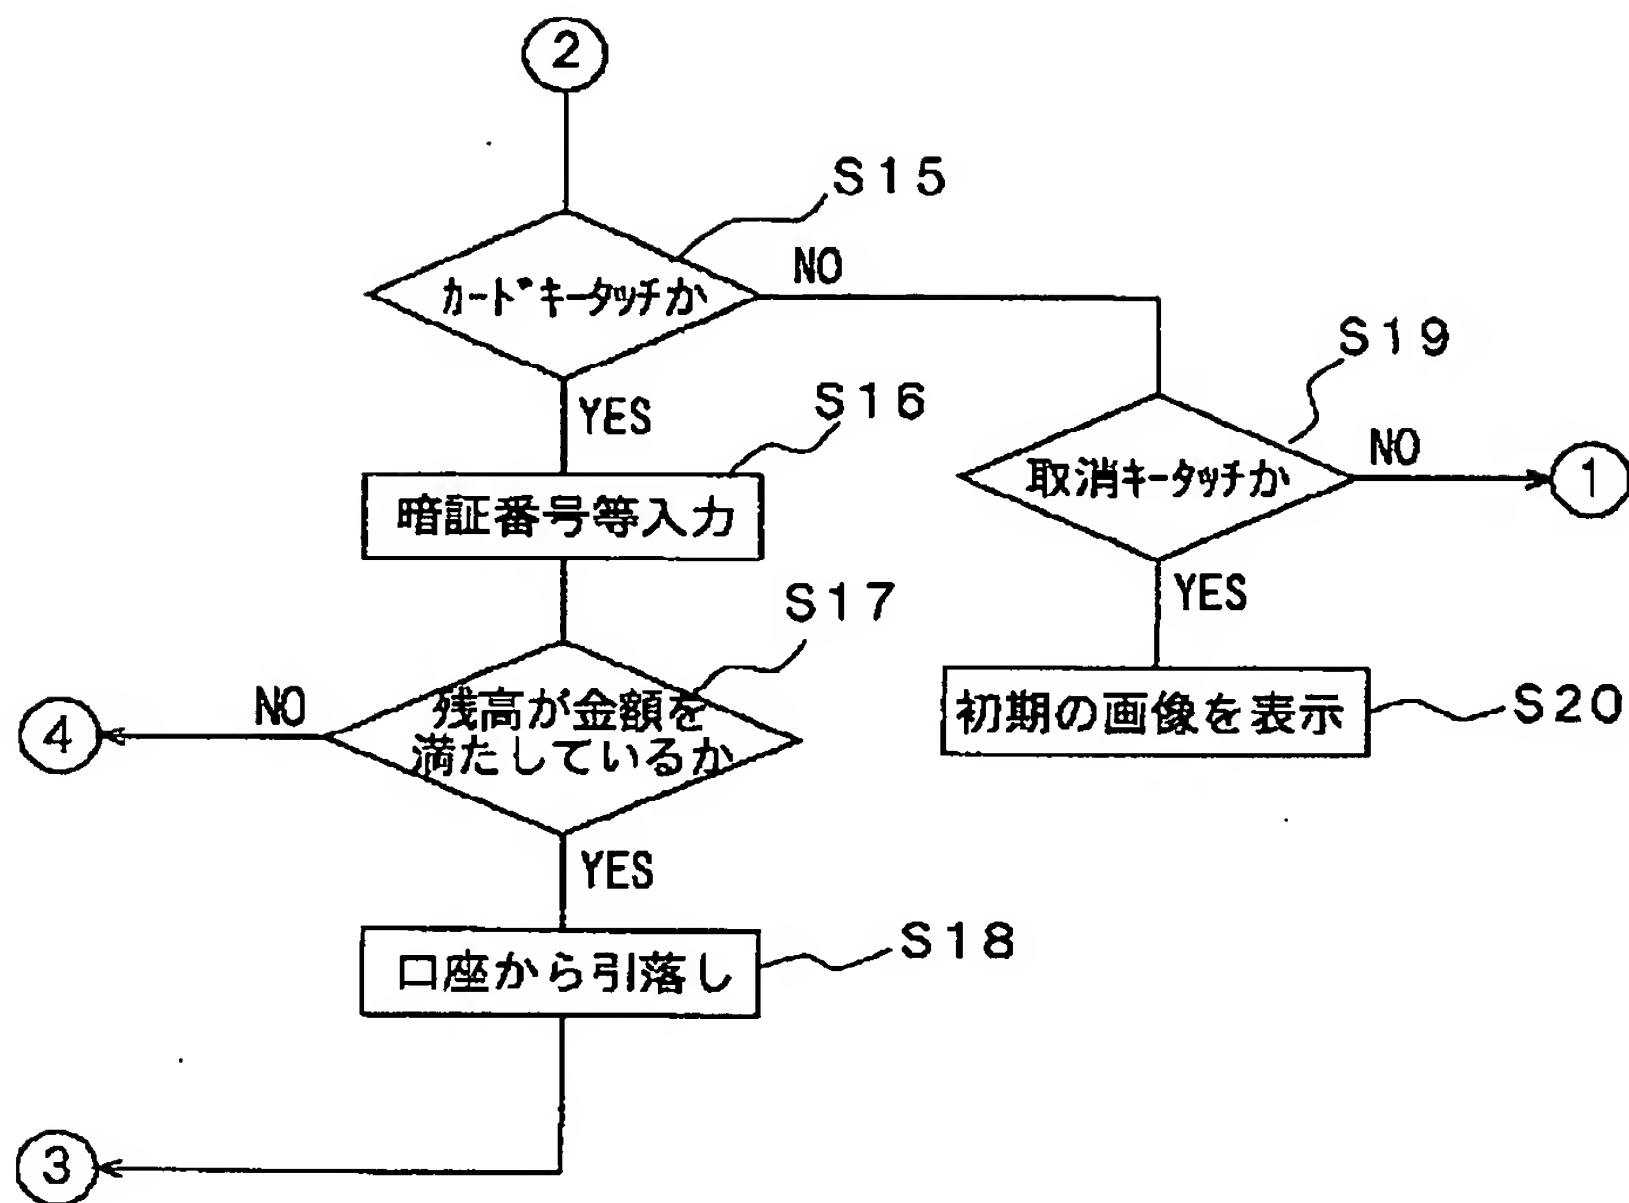 ②
S15
カードキータッチか
NO
YES
S16
暗証番号等入力
S19
取消キータッチか
NO
①
YES
S17
残高が金額を
満たしているか
NO
④
初期の画像を表示
S20
YES
口座から引落し
S18
③